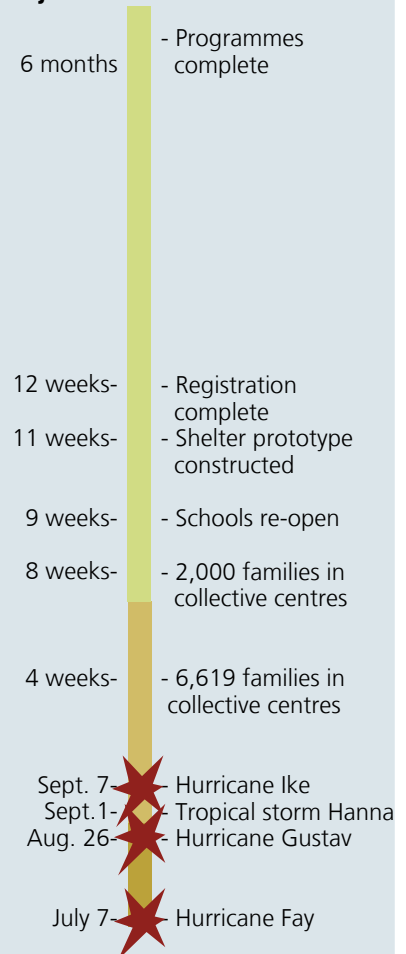 6 months
- Programmes
complete
12 weeks-
- Registration
complete
11 weeks-
- Shelter prototype
constructed
9 weeks-
- Schools re-open
8 weeks-
- 2,000 families in
collective centres
4 weeks-
- 6,619 families in
collective centres
Sept. 7-
- Hurricane Ike
Sept.1-
- Tropical storm Hanna
Aug. 26-
- Hurricane Gustav
July 7-
- Hurricane Fay